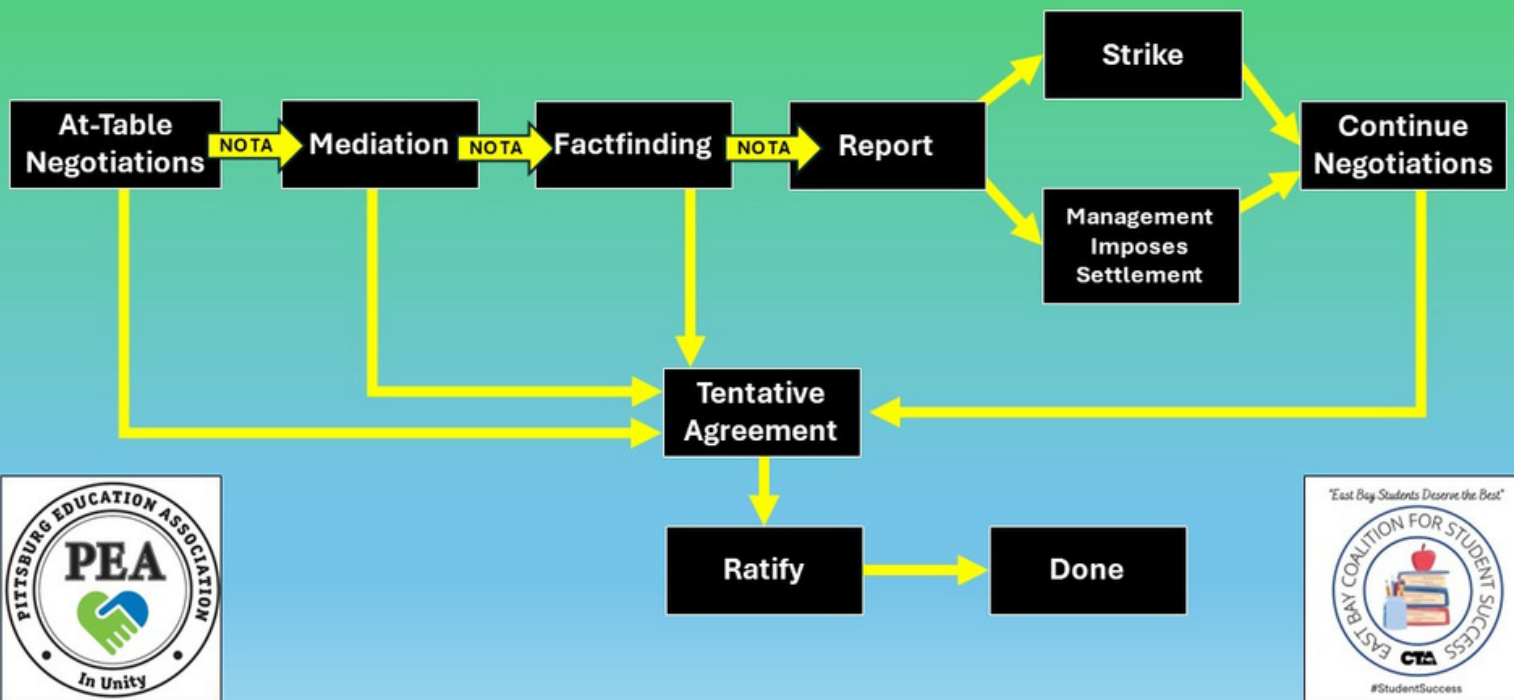 Strike
At-Table
Negotiations
NOTA
Mediation
NOTA
Factfinding
NOTA
Report
Continue
Negotiations
Management
Imposes
Settlement
Tentative
Agreement
Ratify
Done
PITTSBURG EDUCATION ASSOCIATION
PEA
In Unity
"East Bay Students Deserve the Best"
EAST BAY COALITION FOR STUDENT SUCCESS
CTA
#StudentSuccess